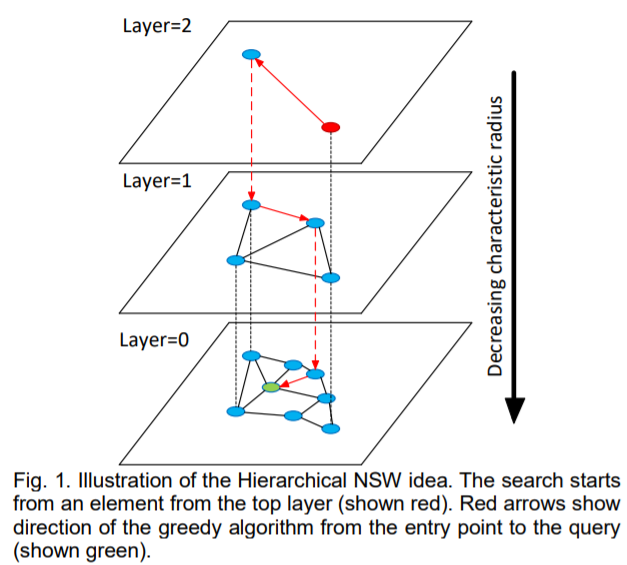 Layer=2
Layer=1
Layer=0
Decreasing characteristic radius
Fig. 1. Illustration of the Hierarchical NSW idea. The search starts
from an element from the top layer (shown red). Red arrows show
direction of the greedy algorithm from the entry point to the query
(shown green).